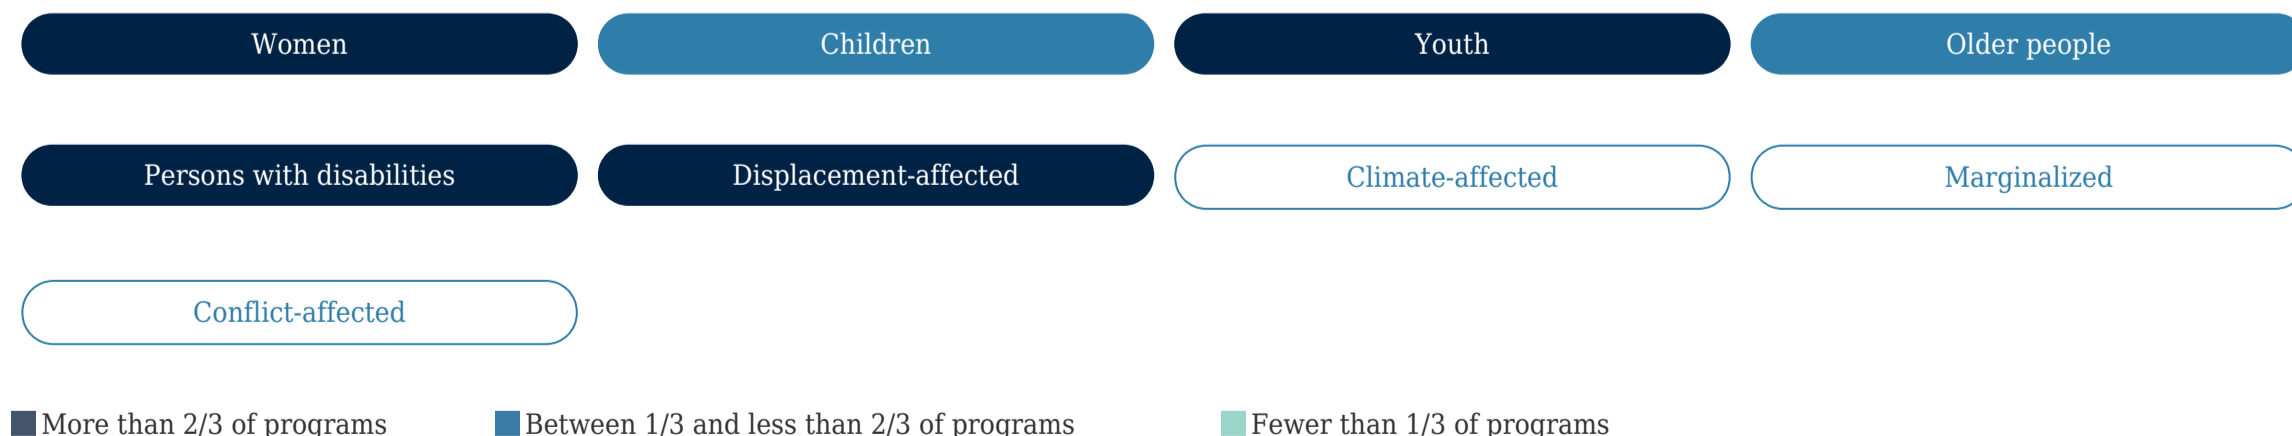 Women Children Youth Older people
Persons with disabilities Displacement-affected Climate-affected Marginalized
Conflict-affected
More than 2/3 of programs Between 1/3 and less than 2/3 of programs Fewer than 1/3 of programs